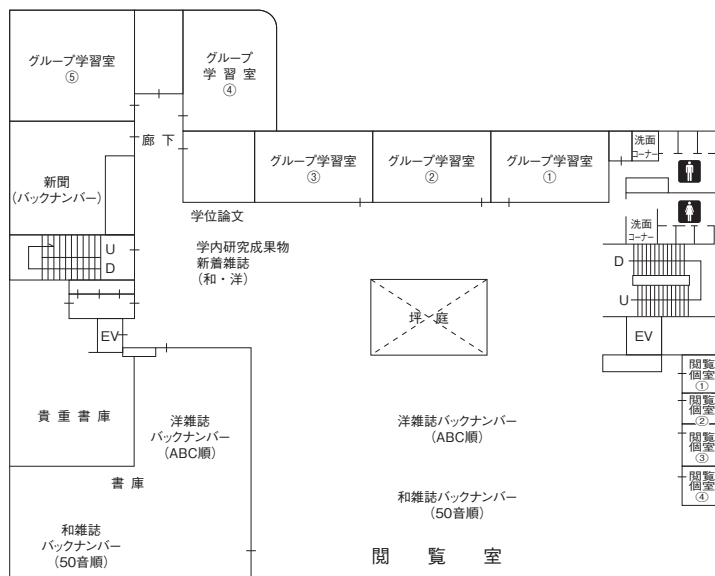 グループ学習室
⑤
グループ
学習室
④
廊下
新聞
(バックナンバー)
グループ学習室
③
グループ学習室
②
グループ学習室
①
洗面
コーナー
洗面
コーナー
学位論文
学内研究成果物
新着雑誌
(和・洋)
U
D
D
U
坪庭
EV
EV
閲覧
個室
①
閲覧
個室
②
閲覧
個室
③
閲覧
個室
④
貴重書庫
洋雑誌
バックナンバー
(ABC順)
洋雑誌バックナンバー
(ABC順)
書庫
和雑誌
バックナンバー
(50音順)
和雑誌バックナンバー
(50音順)
閲覧室